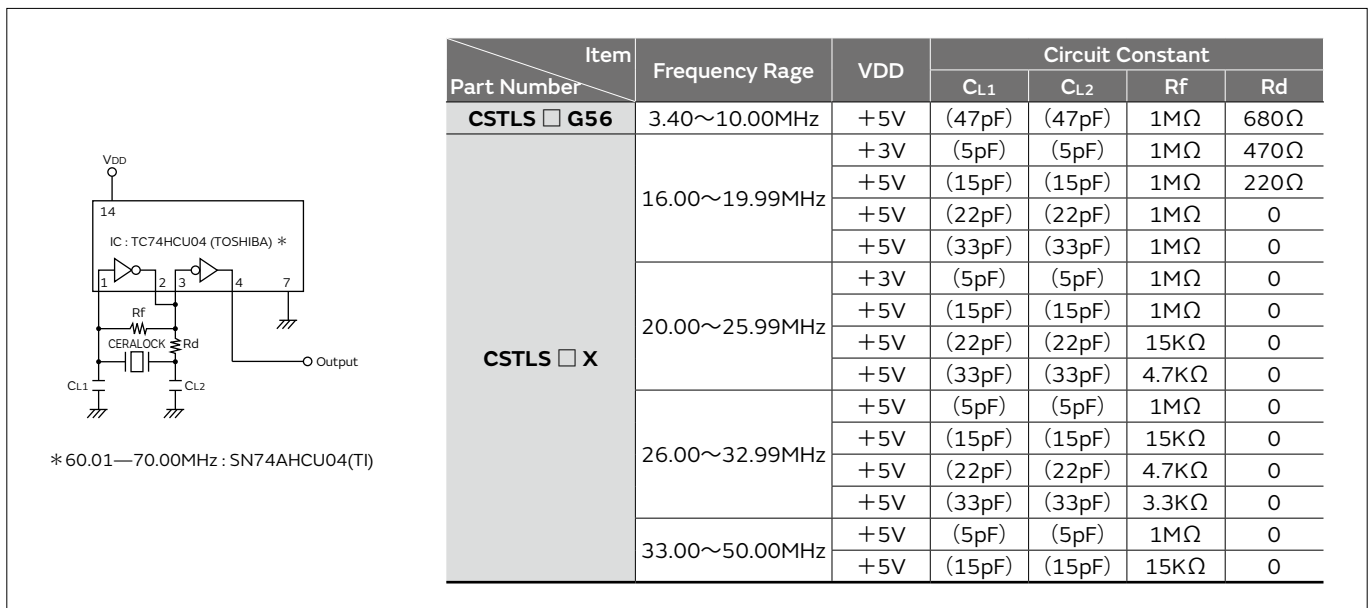 VDD
14
IC : TC74HCU04 (TOSHIBA) ＊
1 2 3 4 7
Rf
CERALOCK Rd
Output
CL1 CL2
＊60.01—70.00MHz : SN74AHCU04(TI)
Item
Part Number
Frequency Rage VDD Circuit Constant
CL1 CL2 Rf Rd
CSTLS □ G56 3.40〜10.00MHz ＋5V （47pF） （47pF） 1MΩ 680Ω
CSTLS □ X
16.00〜19.99MHz
＋3V （5pF） （5pF） 1MΩ 470Ω
＋5V （15pF） （15pF） 1MΩ 220Ω
＋5V （22pF） （22pF） 1MΩ 0
＋5V （33pF） （33pF） 1MΩ 0
20.00〜25.99MHz
＋3V （5pF） （5pF） 1MΩ 0
＋5V （15pF） （15pF） 1MΩ 0
＋5V （22pF） （22pF） 15KΩ 0
＋5V （33pF） （33pF） 4.7KΩ 0
26.00〜32.99MHz
＋5V （5pF） （5pF） 1MΩ 0
＋5V （15pF） （15pF） 15KΩ 0
＋5V （22pF） （22pF） 4.7KΩ 0
＋5V （33pF） （33pF） 3.3KΩ 0
33.00〜50.00MHz
＋5V （5pF） （5pF） 1MΩ 0
＋5V （15pF） （15pF） 15KΩ 0